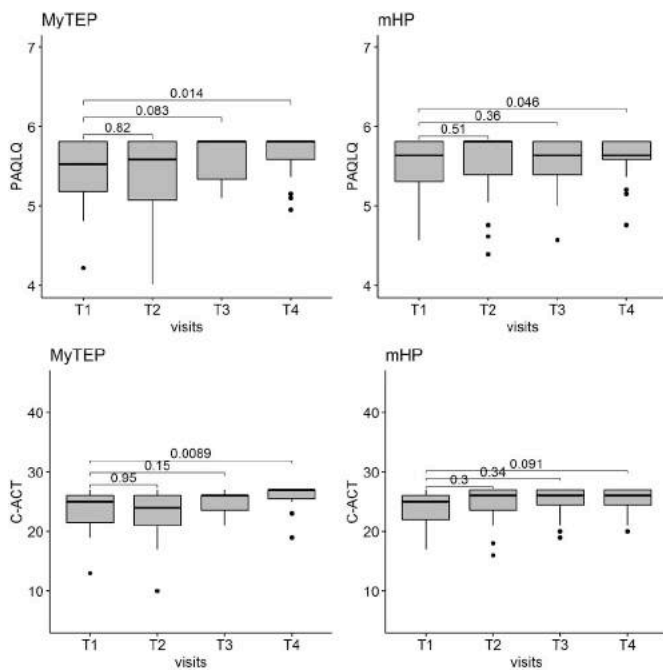 MyTEP
7
6
5
4
PAQLQ
0.014
0.083
0.82
T1 T2 T3 T4
visits
mHP
7
6
5
4
PAQLQ
0.046
0.36
0.51
T1 T2 T3 T4
visits
MyTEP
40
30
20
10
C-ACT
0.0089
0.15
0.95
T1 T2 T3 T4
visits
mHP
40
30
20
10
C-ACT
0.091
0.34
0.3
T1 T2 T3 T4
visits